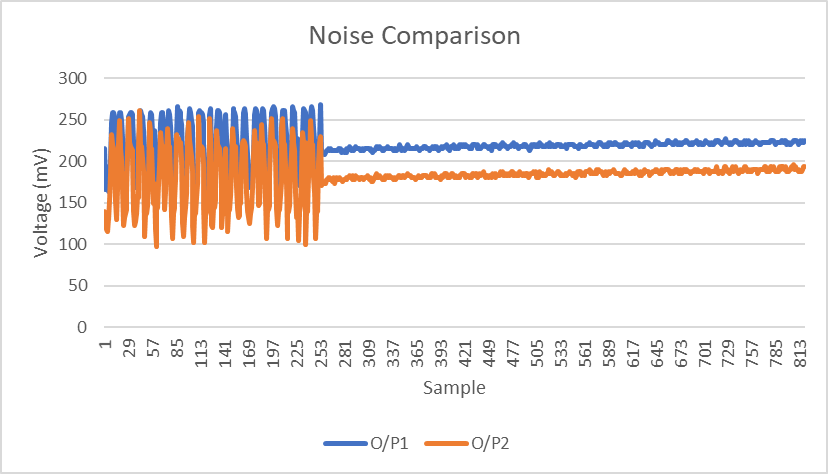 Noise Comparison
300
250
200
150
100
50
0
Voltage (mV)
1 29 57 85 113 141 169 197 225 253 281 309 337 365 393 421 449 477 505 533 561 589 617 645 673 701 729 757 785 813
Sample
O/P1 O/P2